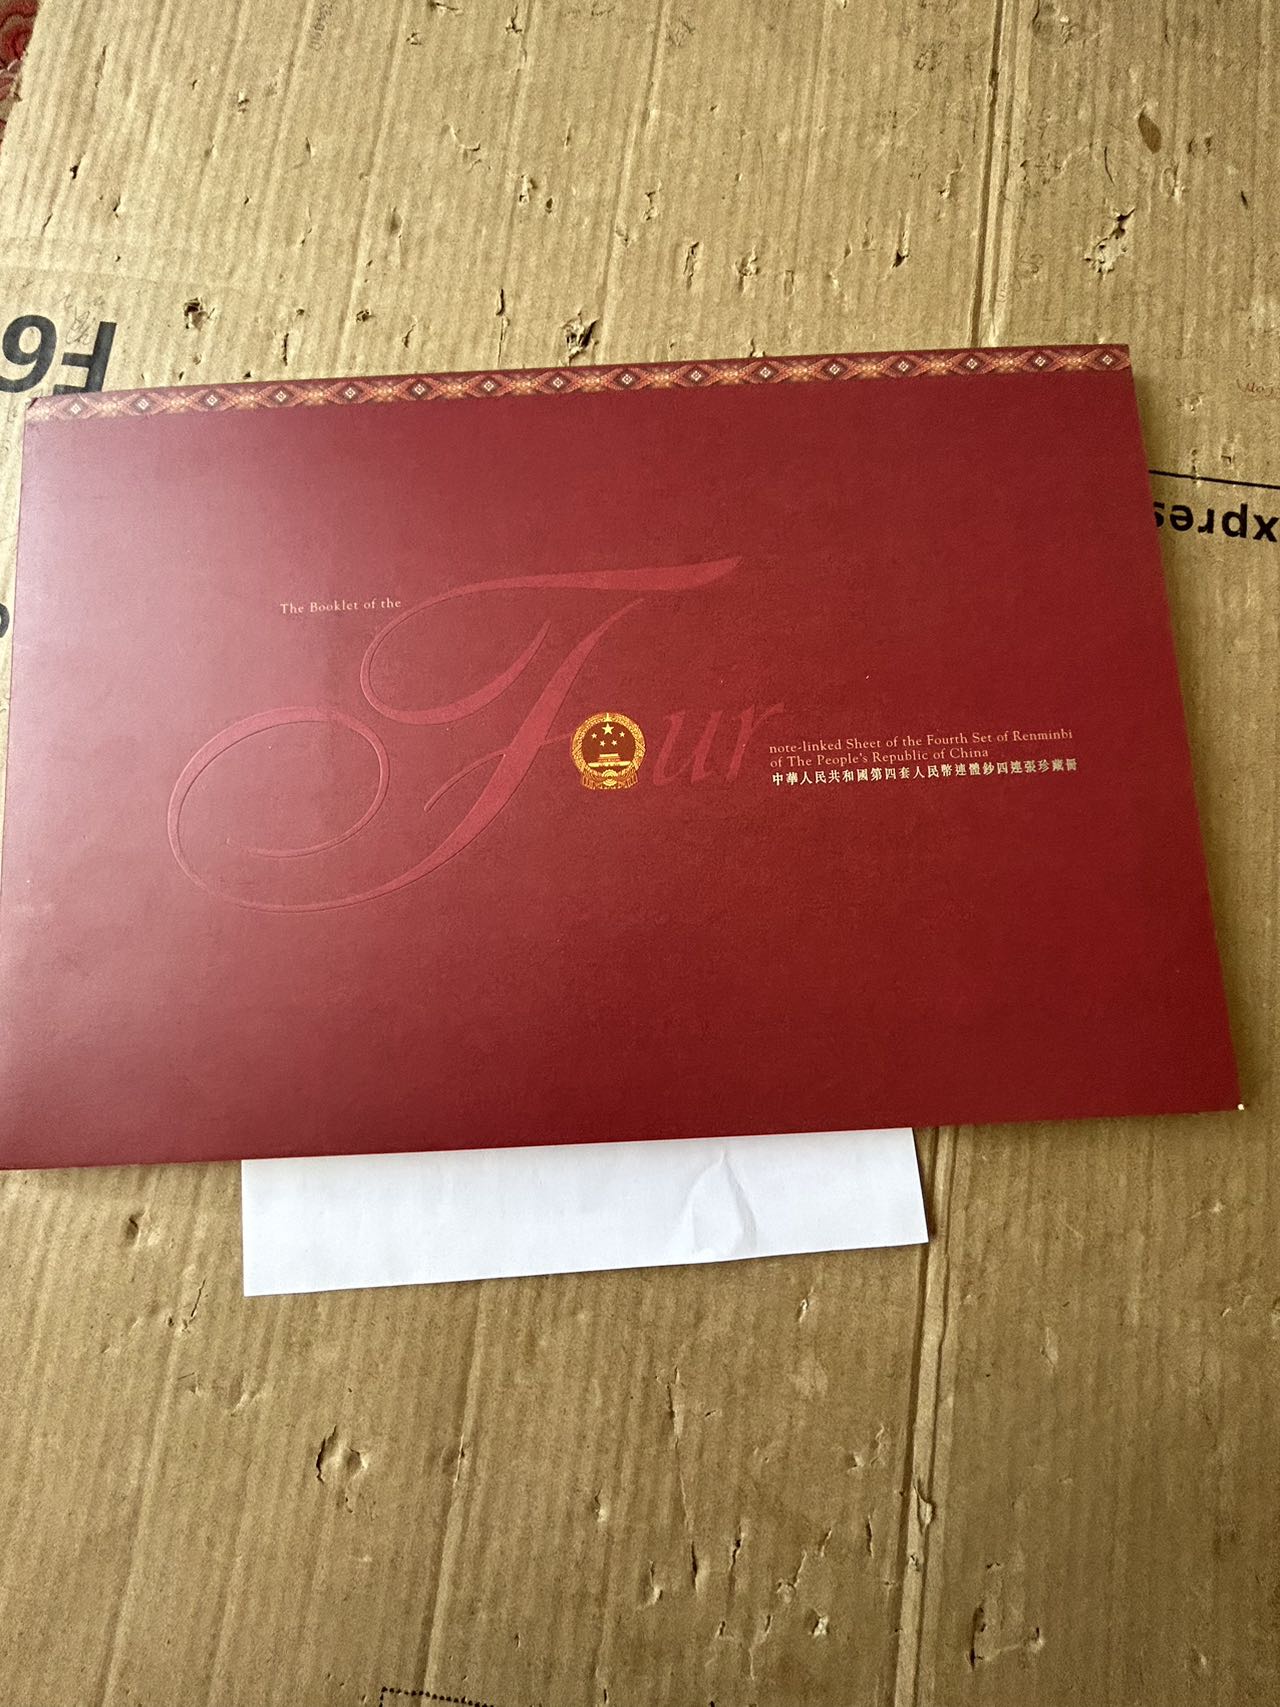 F6
xpres
The Booklet of the
Four
note-linked Sheet of the Fourth Set of Renminbi
of The People's Republic of China
中華人民共和國第四套人民幣連體鈔四連張珍藏冊